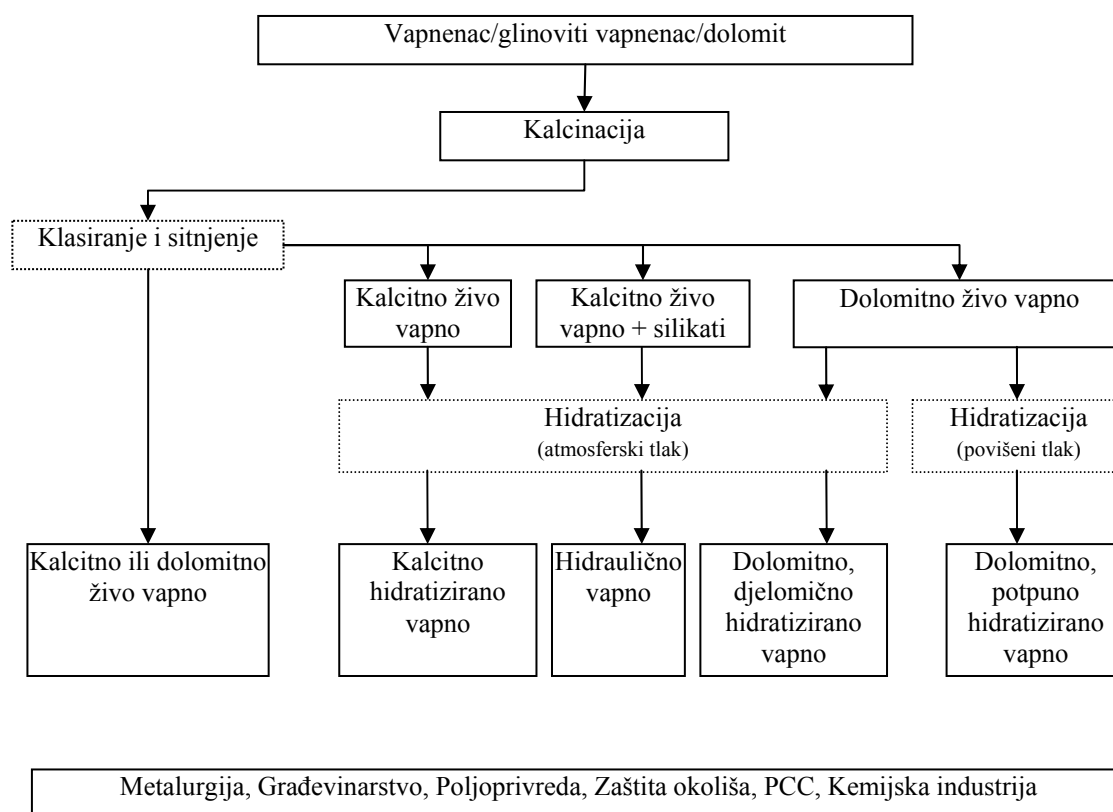 Vapnenac/glinoviti vapnenac/dolomit
Kalcinacija
Klasiranje i sitnjenje
Kalcitno živo
vapno
Kalcitno živo
vapno + silikati
Dolomitno živo vapno
Hidratizacija
(atmosferski tlak)
Hidratizacija
(povišeni tlak)
Kalcitno ili dolomitno
živo vapno
Kalcitno
hidratizirano
vapno
Hidraulično
vapno
Dolomitno,
djelomično
hidratizirano
vapno
Dolomitno,
potpuno
hidratizirano
vapno
Metalurgija, Građevinarstvo, Poljoprivreda, Zaštita okoliša, PCC, Kemijska industrija